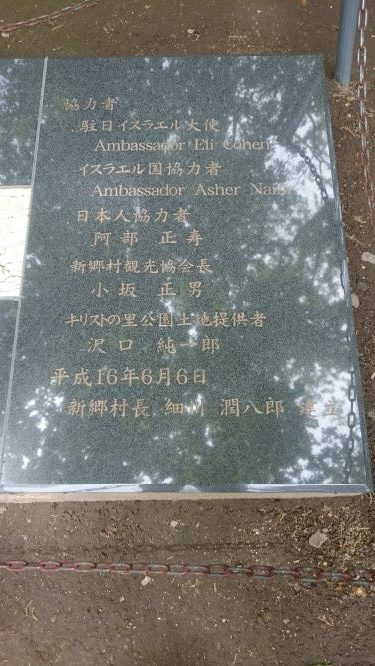 協力者
駐日イスラエル大使
Ambassador Eli Cohen
イスラエル国協力者
Ambassador Asher Naim
日本人協力者
阿部 正寿
新郷村観光協会長
小坂 正男
キリストの里公園土地提供者
沢口 純一郎
平成16年6月6日
新郷村長 細川 潤八郎 建立